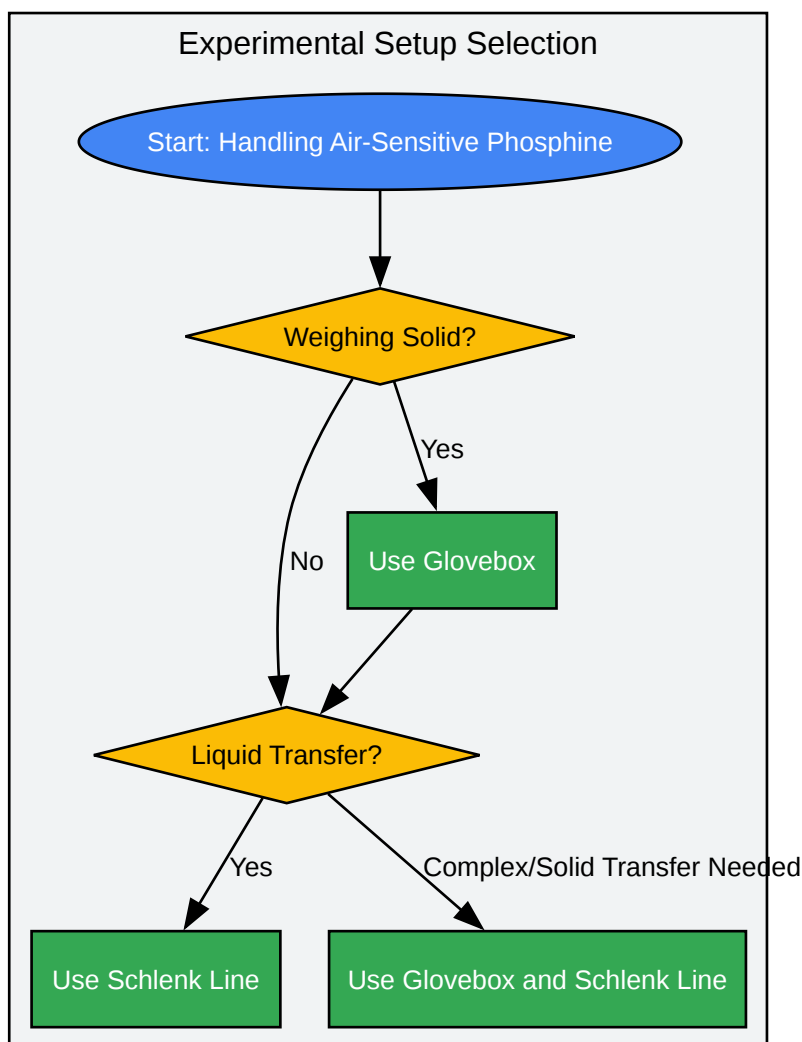 Experimental Setup Selection
Start: Handling Air-Sensitive Phosphine
Weighing Solid?
Yes
No
Use Glovebox
Liquid Transfer?
Yes
Complex/Solid Transfer Needed
Use Schlenk Line
Use Glovebox and Schlenk Line